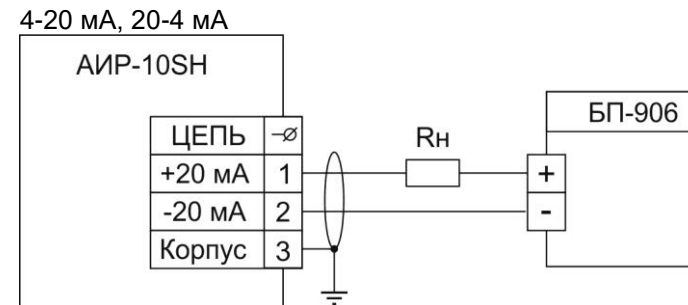 4-20 мА, 20-4 мА
АИР-10SH
БП-906
ЦЕПЬ
Rн
+20 мА 1 +
-20 мА 2 -
Корпус 3